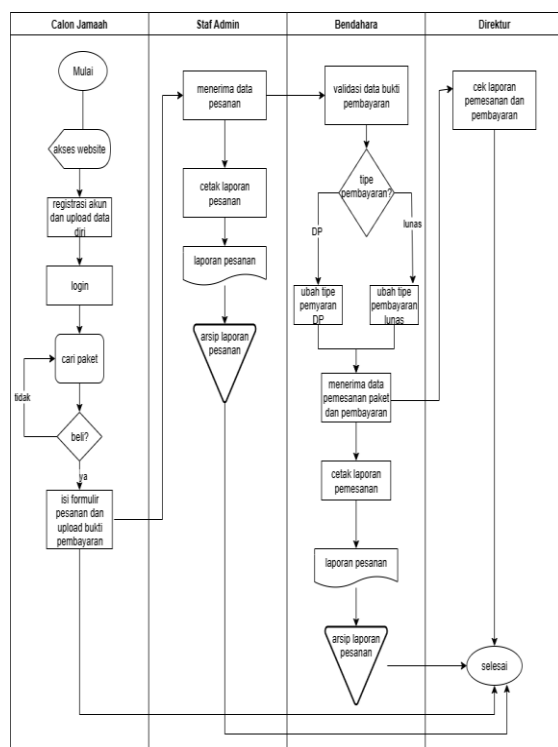 Calon Jamaah
Staf Admin
Bendahara
Direktur
Mulai
akses website
registrasi akun
dan upload data
diri
login
cari paket
tidak
beli?
ya
isi formulir
pesanan dan
upload bukti
pembayaran
menerima data
pesanan
cetak laporan
pesanan
laporan pesanan
arsip laporan
pesanan
validasi data bukti
pembayaran
tipe
pembayaran?
DP
lunas
ubah tipe
pemyaran
DP
ubah tipe
pembayaran
lunas
menerima data
pemesanan paket
dan pembayaran
cetak laporan
pemesanan
laporan pesanan
arsip laporan
pesanan
cek laporan
pemesanan dan
pembayaran
selesai